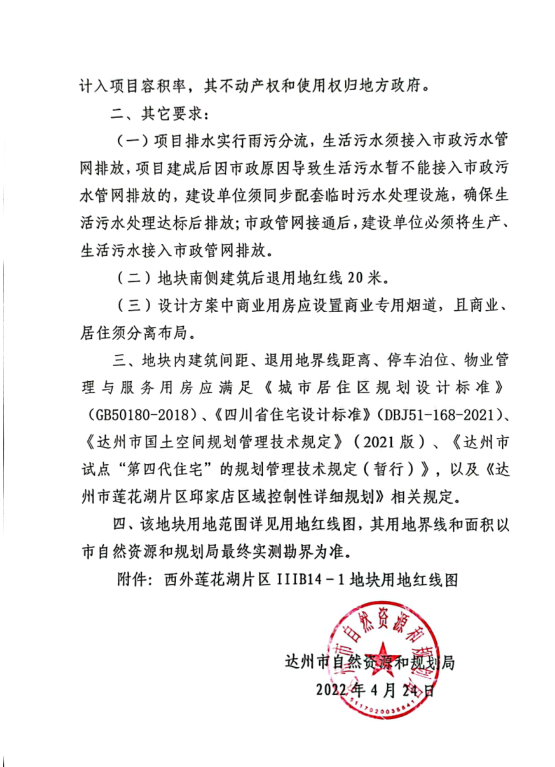 计入项目容积率，其不动产权和使用权归地方政府。
二、其它要求：
（一）项目排水实行雨污分流，生活污水须接入市政污水管
网排放，项目建成后因市政原因导致生活污水暂不能接入市政污
水管网排放的，建设单位须同步配套临时污水处理设施，确保生
活污水处理达标后排放；市政管网接通后，建设单位必须将生产、
生活污水接入市政管网排放。
（二）地块南侧建筑后退用地红线 20 米。
（三）设计方案中商业用房应设置商业专用烟道，且商业、
居住须分离布局。
三、地块内建筑间距、退用地界线距离、停车泊位、物业管
理与服务用房应满足《城市居住区规划设计标准》
（GB50180-2018）、《四川省住宅设计标准》（DBJ51-168-2021）、
《达州市国土空间规划管理技术规定》（2021 版）、《达州市
试点“第四代住宅”的规划管理技术规定（暂行）》，以及《达
州市莲花湖片区邱家店区域控制性详细规划》相关规定。
四、该地块用地范围详见用地红线图，其用地界线和面积以
市自然资源和规划局最终实测勘界为准。
附件：西外莲花湖片区 IIIB14－1 地块用地红线图
达州市自然资源和规划局
2022 年 4 月 24 日
达州市自然资源和规划局
5117020036841